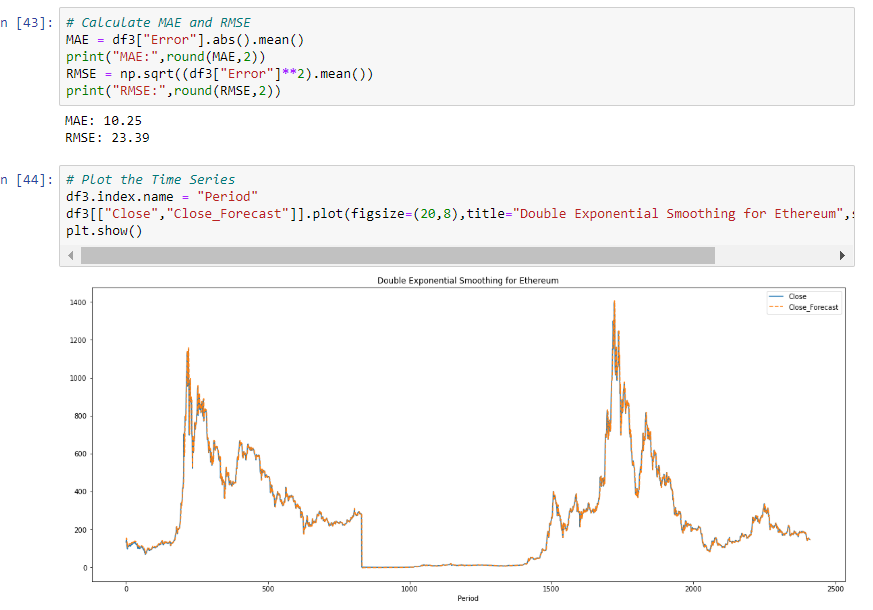 n [43]: # Calculate MAE and RMSE
MAE = df3["Error"].abs().mean()
print("MAE:",round(MAE,2))
RMSE = np.sqrt((df3["Error"]**2).mean())
print("RMSE:",round(RMSE,2))
MAE: 10.25
RMSE: 23.39
n [44]: # Plot the Time Series
df3.index.name = "Period"
df3[["Close","Close_Forecast"]].plot(figsize=(20,8),title="Double Exponential Smoothing for Ethereum",
plt.show()
Double Exponential Smoothing for Ethereum
Close
Close_Forecast
1400
1200
1000
800
600
400
200
0
0 500 1000 1500 2000 2500
Period